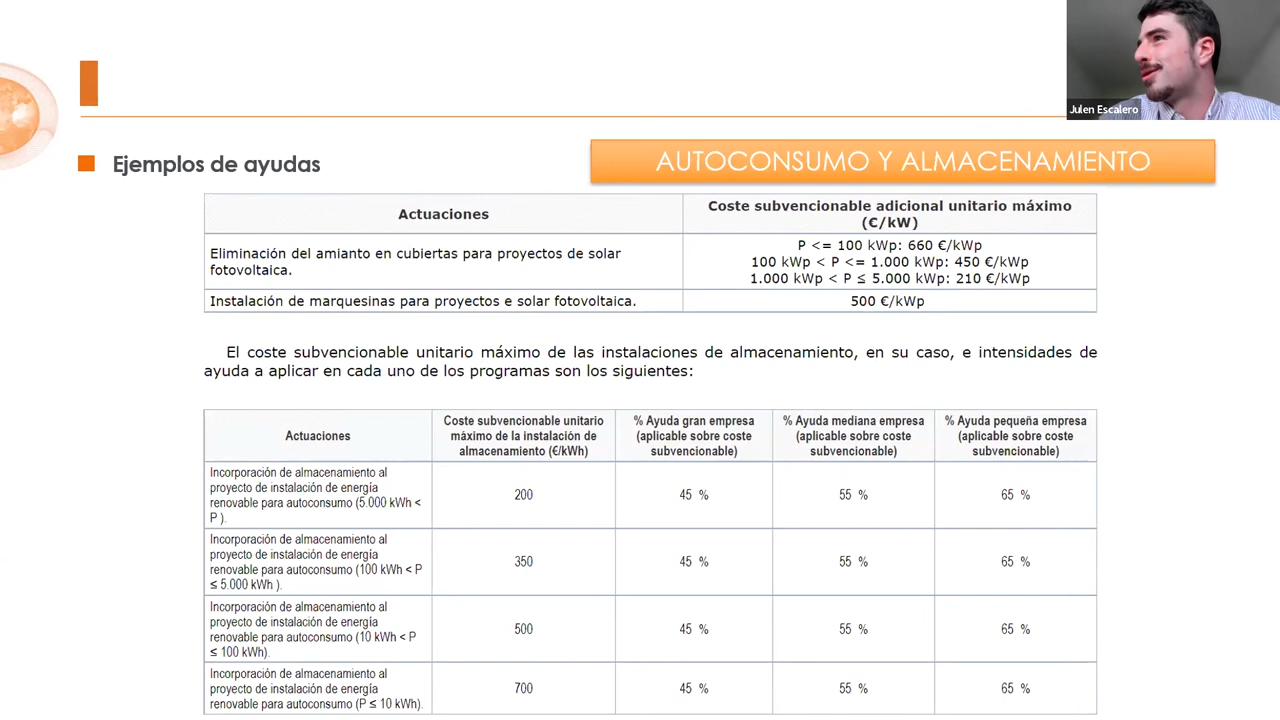 Julen Escalero
Ejemplos de ayudas
AUTOCONSUMO Y ALMACENAMIENTO
Actuaciones
Coste subvencionable adicional unitario máximo
(€/kW)
Eliminación del amianto en cubiertas para proyectos de solar
fotovoltaica.
P <= 100 kWp: 660 €/kWp
100 kWp < P <= 1.000 kWp: 450 €/kWp
1.000 kWp < P ≤ 5.000 kWp: 210 €/kWp
Instalación de marquesinas para proyectos e solar fotovoltaica.
500 €/kWp
El coste subvencionable unitario máximo de las instalaciones de almacenamiento, en su caso, e intensidades de
ayuda a aplicar en cada uno de los programas son los siguientes:
Actuaciones
Coste subvencionable unitario
máximo de la instalación de
almacenamiento (€/kWh)
% Ayuda gran empresa
(aplicable sobre coste
subvencionable)
% Ayuda mediana empresa
(aplicable sobre coste
subvencionable)
% Ayuda pequeña empresa
(aplicable sobre coste
subvencionable)
Incorporación de almacenamiento al
proyecto de instalación de energía
renovable para autoconsumo (5.000 kWh <
P ).
200
45 %
55 %
65 %
Incorporación de almacenamiento al
proyecto de instalación de energía
renovable para autoconsumo (100 kWh < P
≤ 5.000 kWh ).
350
45 %
55 %
65 %
Incorporación de almacenamiento al
proyecto de instalación de energía
renovable para autoconsumo (10 kWh < P
≤ 100 kWh).
500
45 %
55 %
65 %
Incorporación de almacenamiento al
proyecto de instalación de energía
renovable para autoconsumo (P ≤ 10 kWh).
700
45 %
55 %
65 %